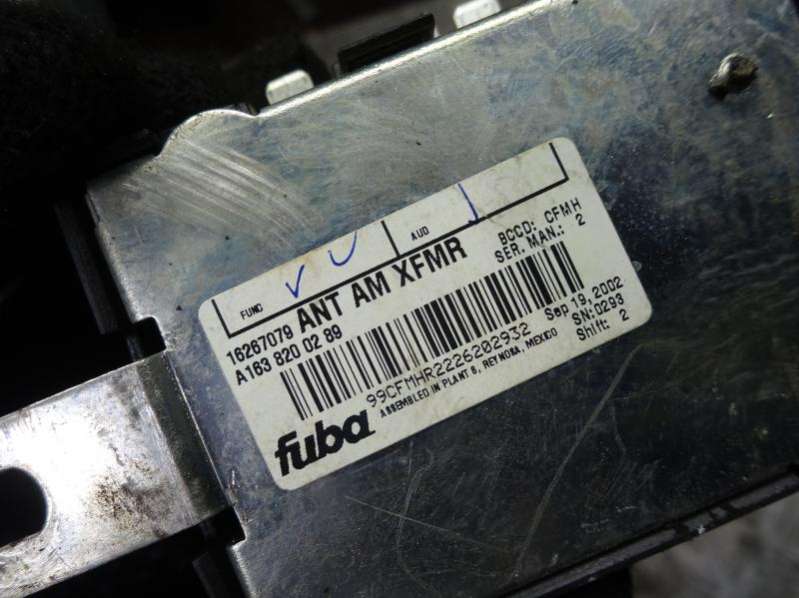 FUNC AUD
16267079 ANT AM XFMR BCCD: CFMH
A163 820 02 89 SER. MAN.: 2
99CFMHR2226202932 Sep 19, 2002
ASSEMBLED IN PLANT 6, REYNOSA, MEXICO SN:0293
fuba Shift: 2